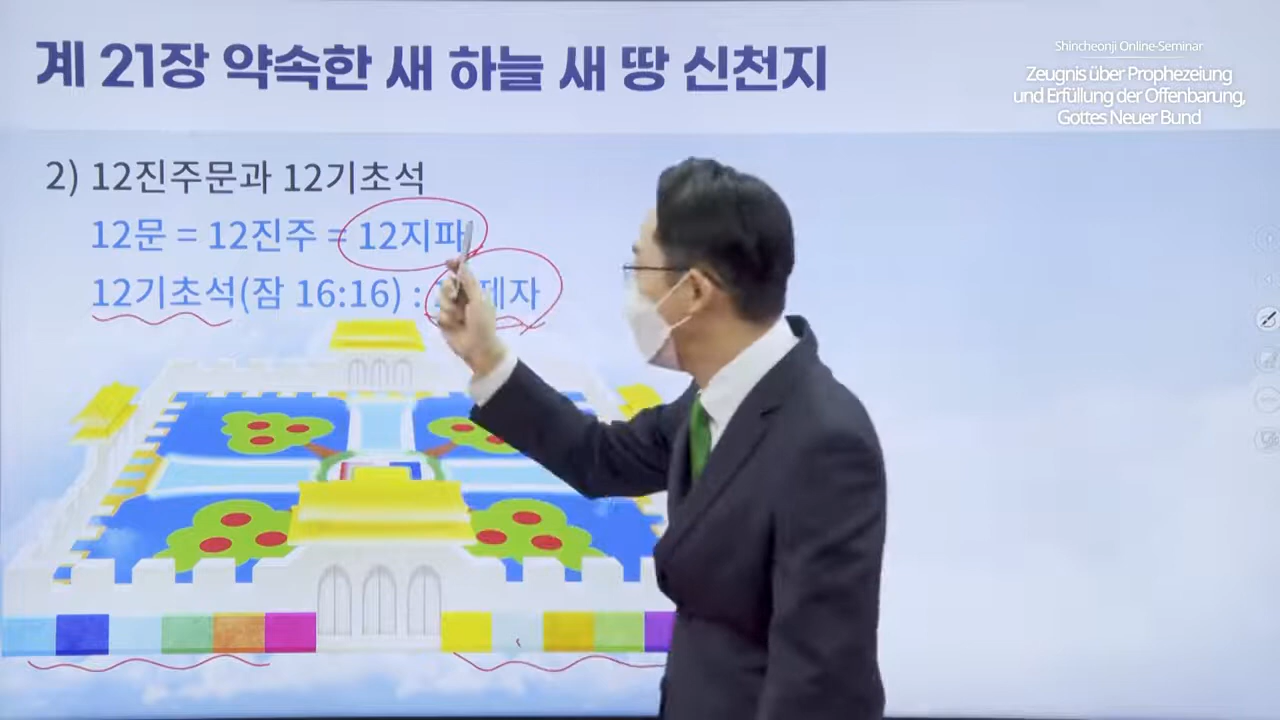 계 21장 약속한 새 하늘 새 땅 신천지
Shincheonji Online-Seminar
Zeugnis über Prophezeiung
und Erfüllung der Offenbarung,
Gottes Neuer Bund
2) 12진주문과 12기초석
12문 = 12진주 = 12지파
12기초석(잠 16:16) : 제자